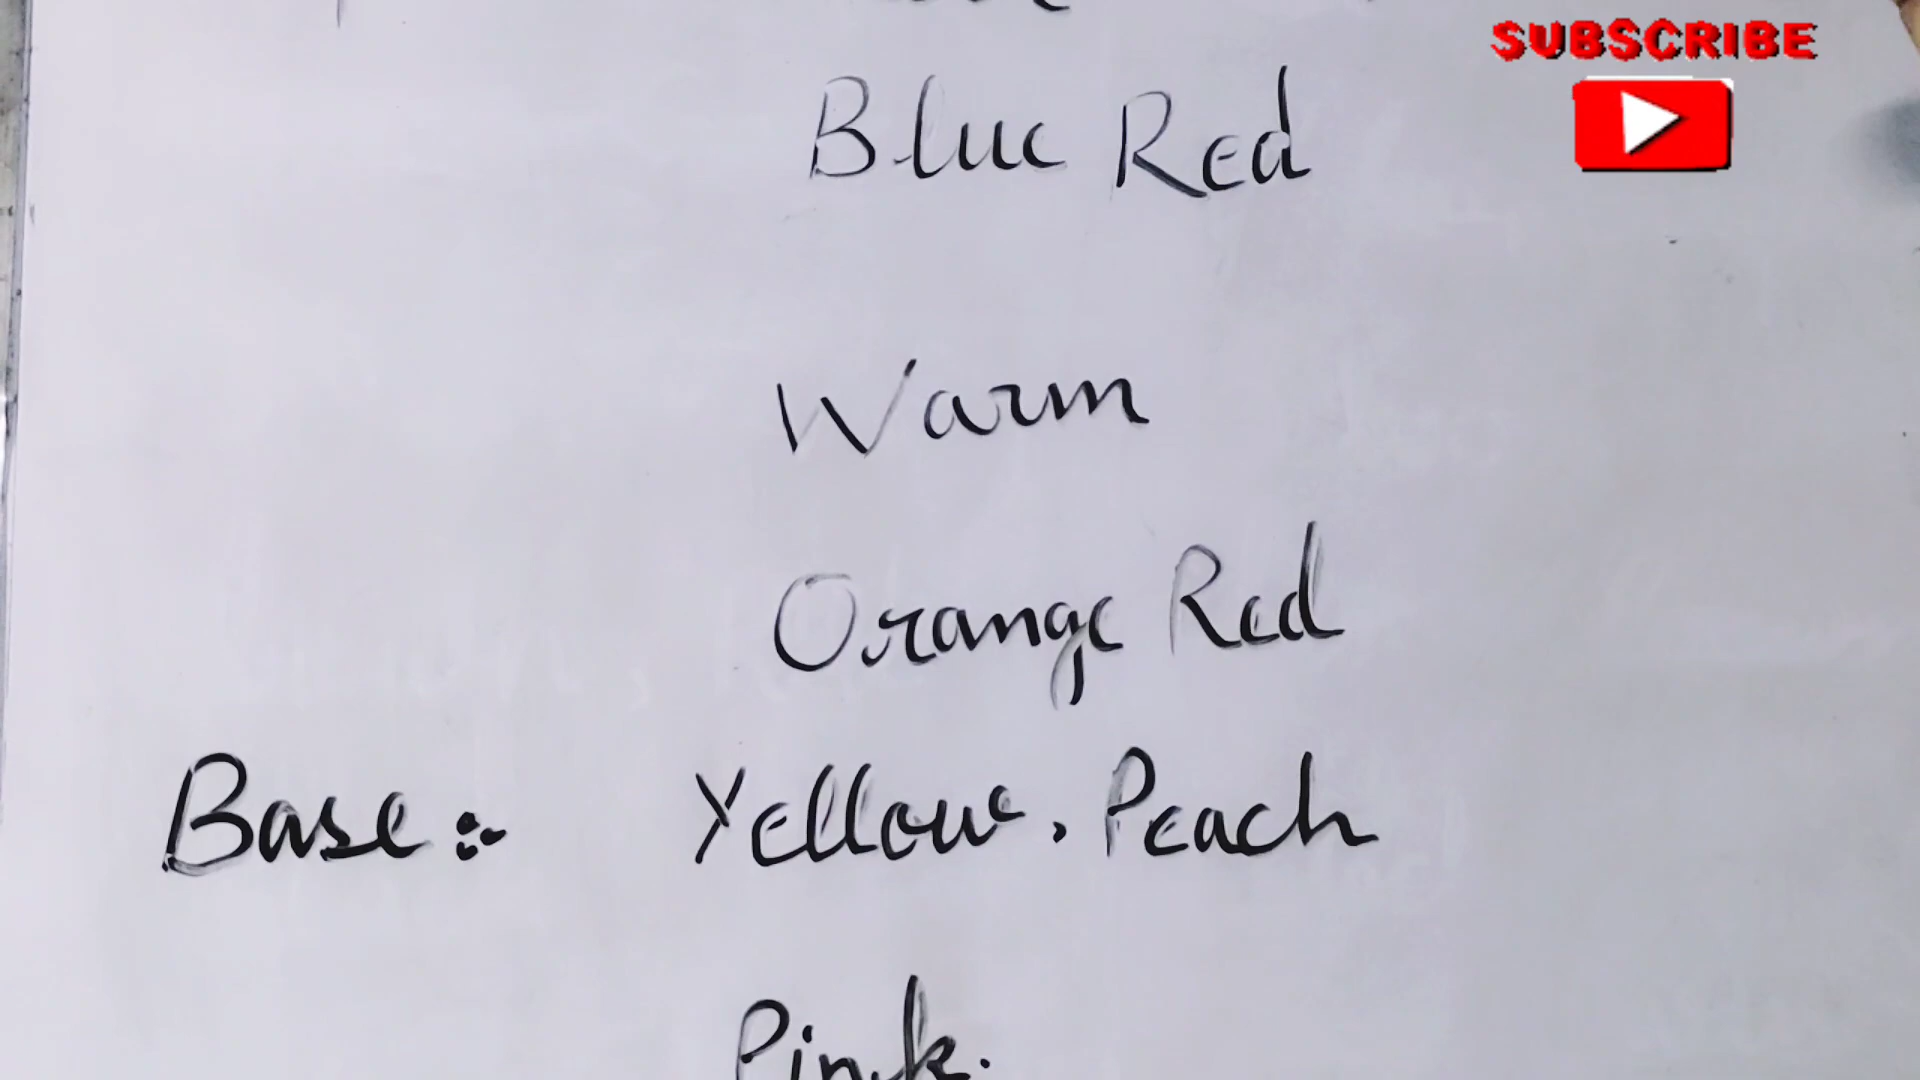 SUBSCRIBE
Blue Red
Warm
Orange Red
Base:- Yellow, Peach
Pink.